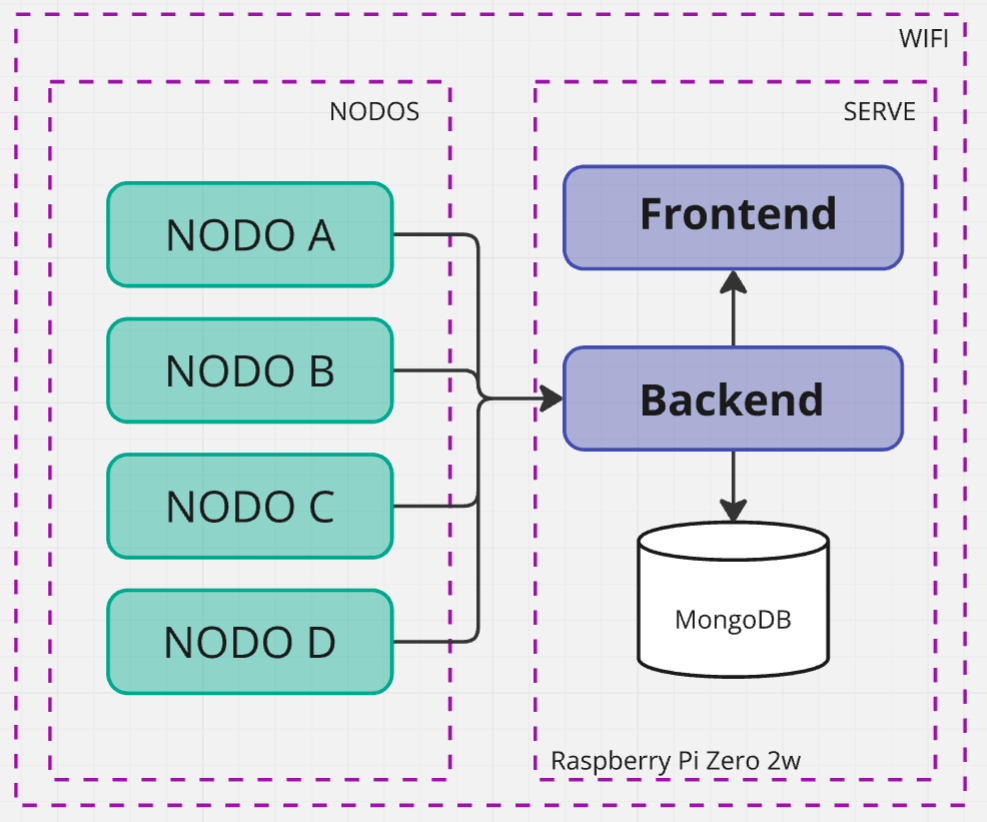 WIFI
NODOS
NODO A
NODO B
NODO C
NODO D
SERVE
Frontend
Backend
MongoDB
Raspberry Pi Zero 2w